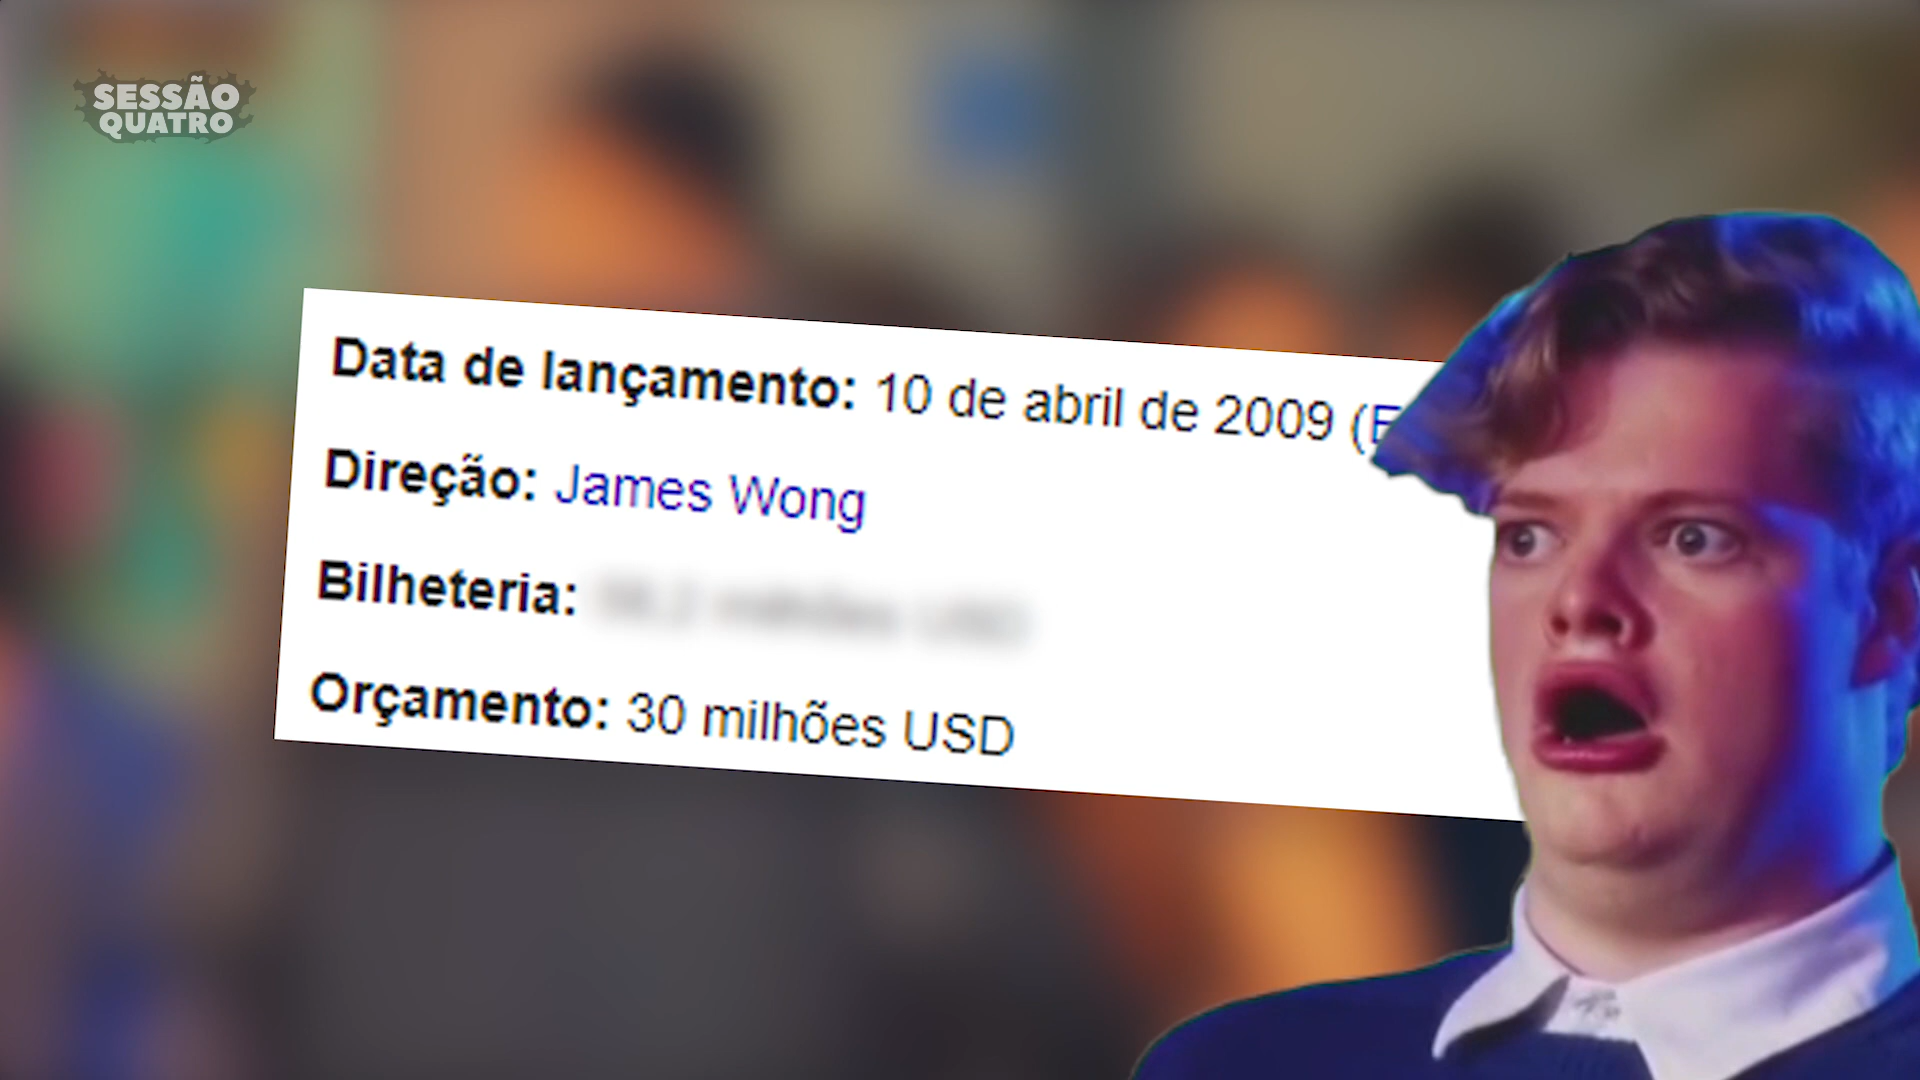 SESSÃO
QUATRO
Data de lançamento: 10 de abril de 2009 (E
Direção: James Wong
Bilheteria:
Orçamento: 30 milhões USD